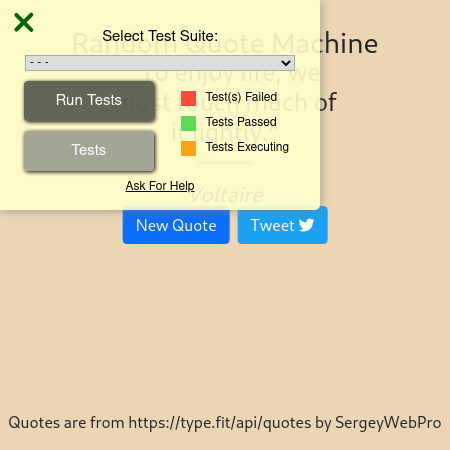 Select Test Suite:
Random Quote Machine
- - -
To enjoy life, we
must touch much of
it lightly."
Run Tests
Test(s) Failed
Tests Passed
Tests
Tests Executing
Ask For Help
Voltaire
New Quote
Tweet
Quotes are from https://type.fit/api/quotes by SergeyWebPro